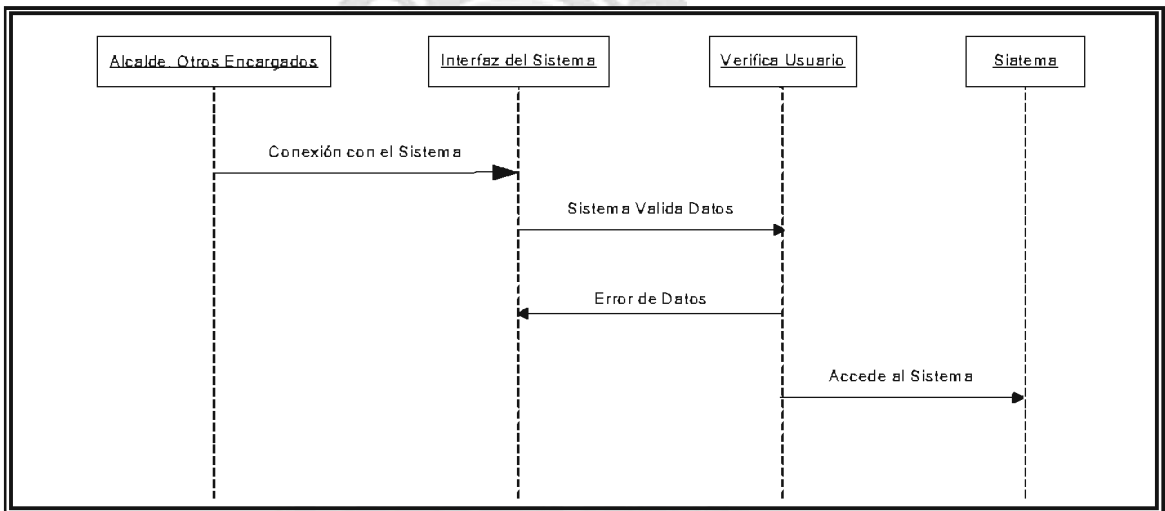 Alcalde. Otros Encargados
Interfaz del Sistema
Verifica Usuario
Siatema
Conexión con el Sistema
Sistema Valida Datos
Error de Datos
Accede al Sistema